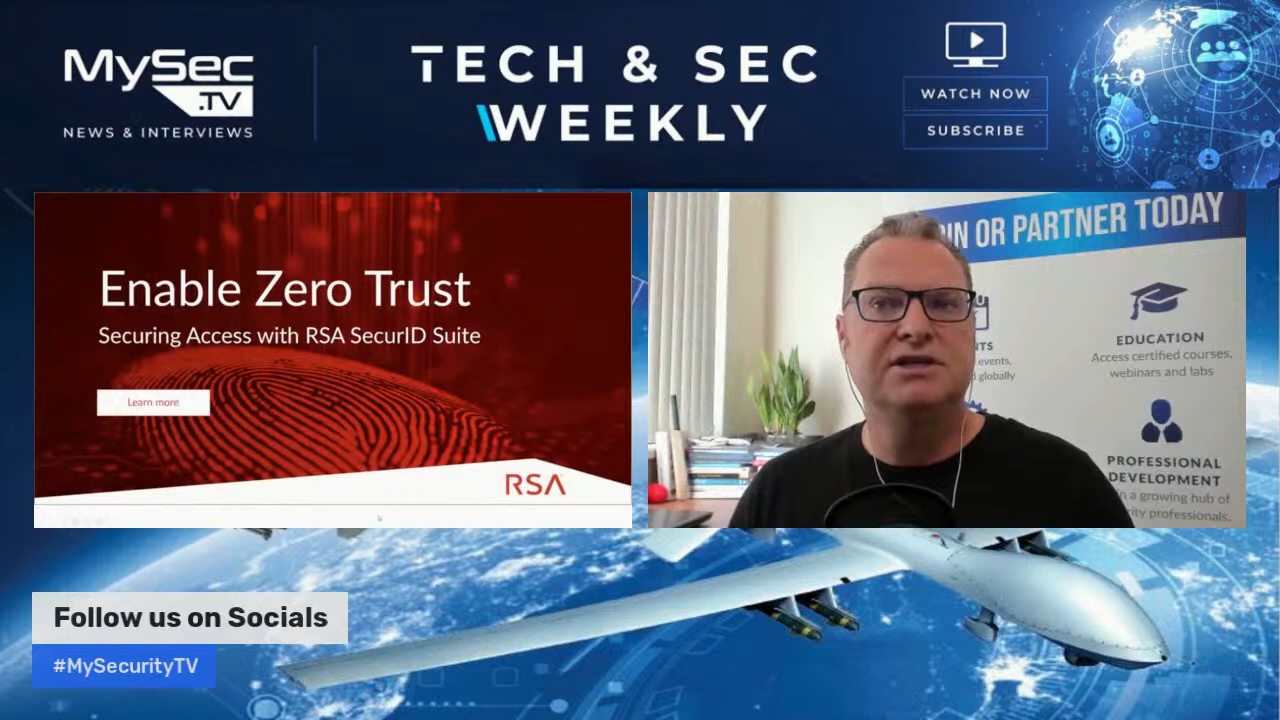 MySec
.TV
NEWS & INTERVIEWS
TECH & SEC
WEEKLY
WATCH NOW
SUBSCRIBE
Enable Zero Trust
Securing Access with RSA SecurID Suite
Learn more
RSA
OR PARTNER TODAY
EDUCATION
Access certified courses,
webinars and labs
events,
globally
PROFESSIONAL
DEVELOPMENT
a growing hub of
professionals.
Follow us on Socials
#MySecurityTV